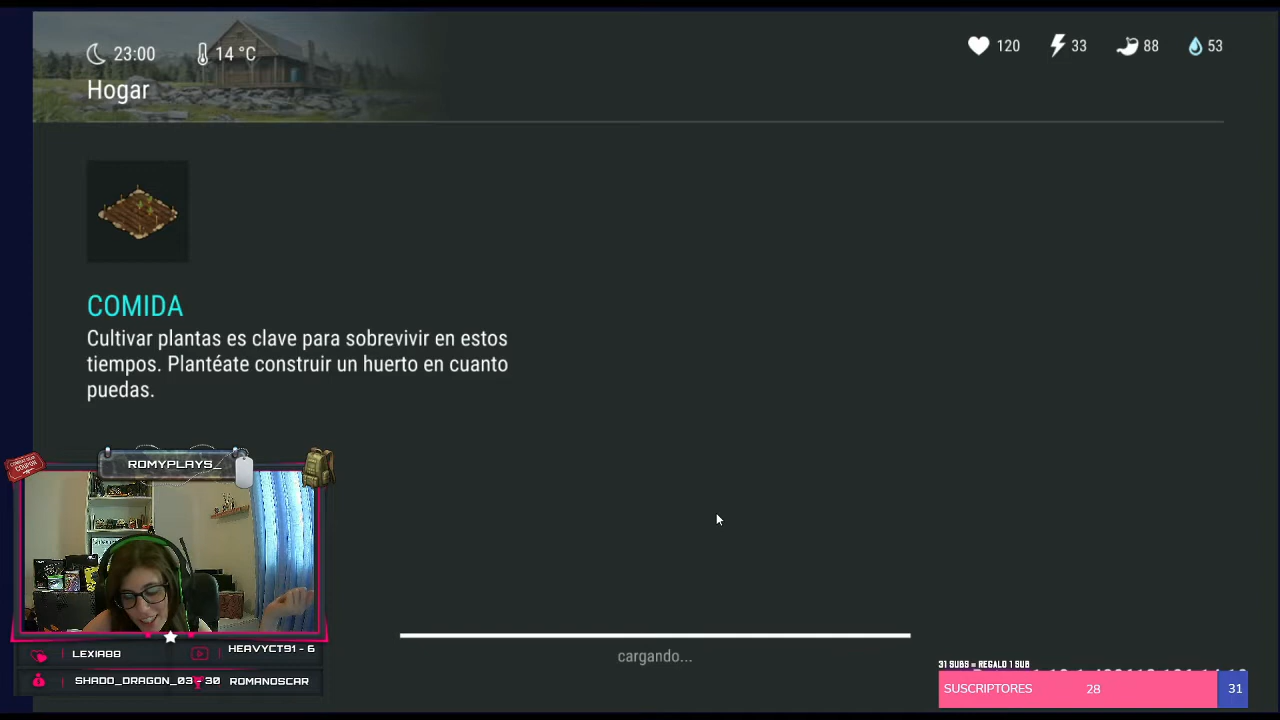 23:00
14 °C
120
33
88
53
Hogar
COMIDA
Cultivar plantas es clave para sobrevivir en estos
tiempos. Plantéate construir un huerto en cuanto
puedas.
ROMYPLAYS_
LEXIA88
HEAVYCT91 - 6
SHADO_DRAGON_03 - 30
ROMANOSCAR
cargando...
31 SUBS = REGALO 1 SUB
SUSCRIPTORES
28
31